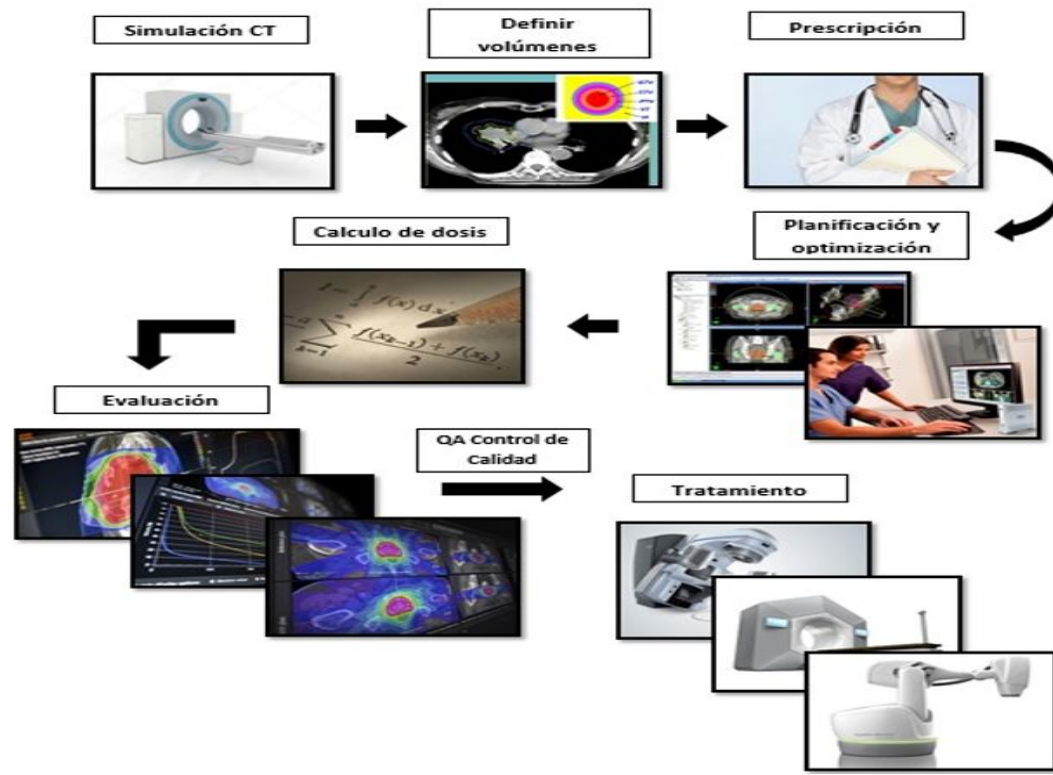 Simulación CT
Definir
volúmenes
Prescripción
Planificación y
optimización
Calculo de dosis
Evaluación
QA Control de
Calidad
Tratamiento